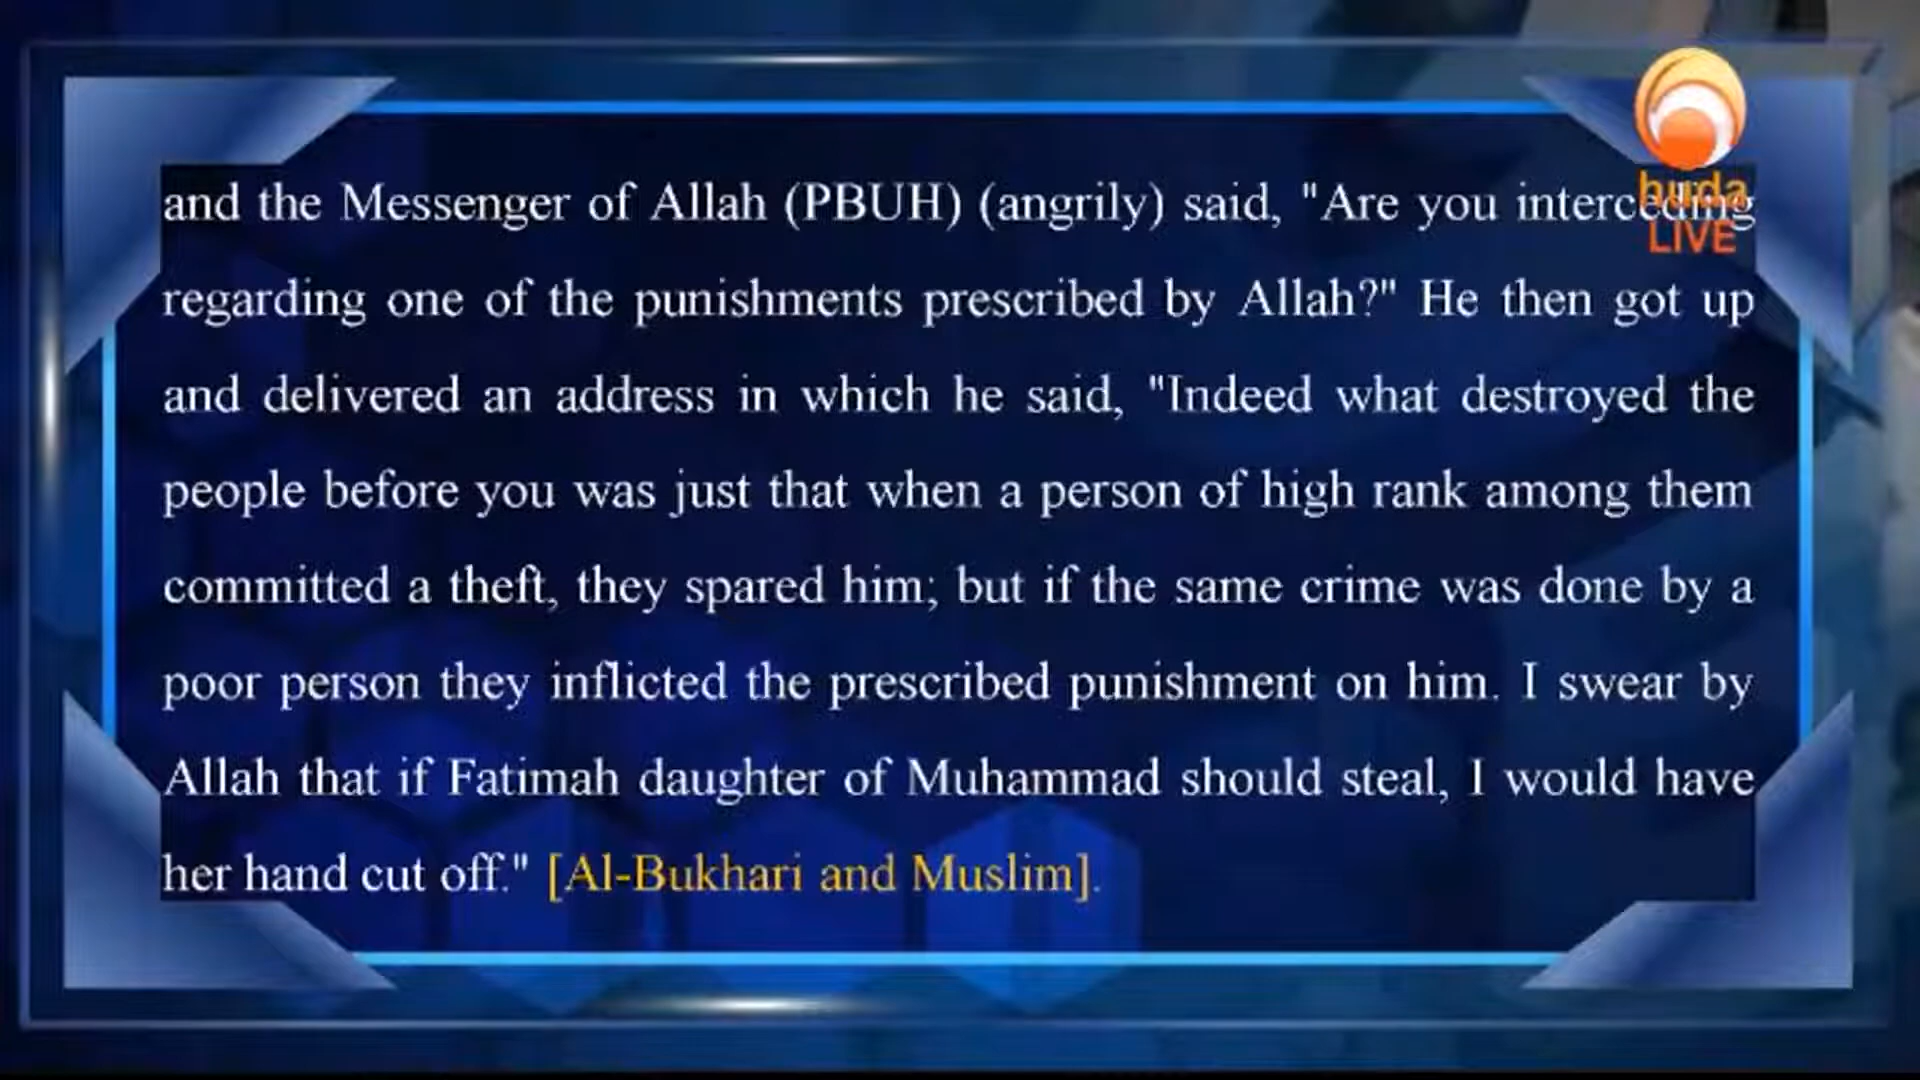 and the Messenger of Allah (PBUH) (angrily) said, "Are you interceding
regarding one of the punishments prescribed by Allah?" He then got up
and delivered an address in which he said, "Indeed what destroyed the
people before you was just that when a person of high rank among them
committed a theft, they spared him; but if the same crime was done by a
poor person they inflicted the prescribed punishment on him. I swear by
Allah that if Fatimah daughter of Muhammad should steal, I would have
her hand cut off." [Al-Bukhari and Muslim].
huda
LIVE